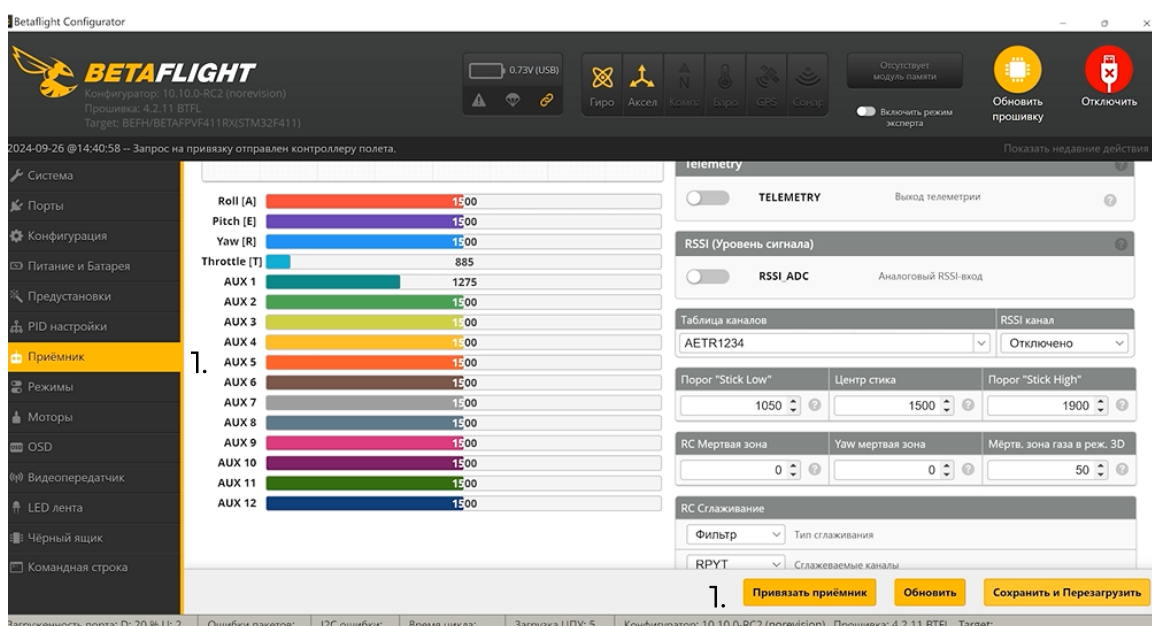 Betaflight Configurator
BETAFLIGHT
Конфигуратор: 10.10.0-RC2 (norevision)
Прошивка: 4.2.11 BTFL
Target: BEFH/BETAFPVF411RX(STM32F411)
0.73V (USB)
Гиро Аксел Компас Баро GPS Сонар
Отсутствует
модуль памяти
Включить режим
эксперта
Обновить
прошивку
Отключить
2024-09-26 @14:40:58 -- Запрос на привязку отправлен контроллеру полета.
Показать недавние действия
Система
Порты
Конфигурация
Питание и Батарея
Предустановки
PID настройки
Приёмник
Режимы
Моторы
OSD
Видеопередатчик
LED лента
Чёрный ящик
Командная строка
1.
Roll [A] 1500
Pitch [E] 1500
Yaw [R] 1500
Throttle [T] 885
AUX 1 1275
AUX 2 1500
AUX 3 1500
AUX 4 1500
AUX 5 1500
AUX 6 1500
AUX 7 1500
AUX 8 1500
AUX 9 1500
AUX 10 1500
AUX 11 1500
AUX 12 1500
Telemetry
TELEMETRY Выход телеметрии
RSSI (Уровень сигнала)
RSSI_ADC Аналоговый RSSI-вход
Таблица каналов RSSI канал
AETR1234 Отключено
Порог "Stick Low" Центр стика Порог "Stick High"
1050 1500 1900
RC Мертвая зона Yaw мертвая зона Мёртв. зона газа в реж. 3D
0 0 50
RC Сглаживание
Фильтр Тип сглаживания
RPYT Сглаживаемые каналы
1.
Привязать приёмник Обновить Сохранить и Перезагрузить
Загруженность порта: D: 20 % U: 2 Ошибки пакетов: I2C ошибки: Время цикла: Загрузка ЦПУ: 5 Конфигуратор: 10.10.0-RC2 (norevision) Прошивка: 4.2.11 BTFL Target: